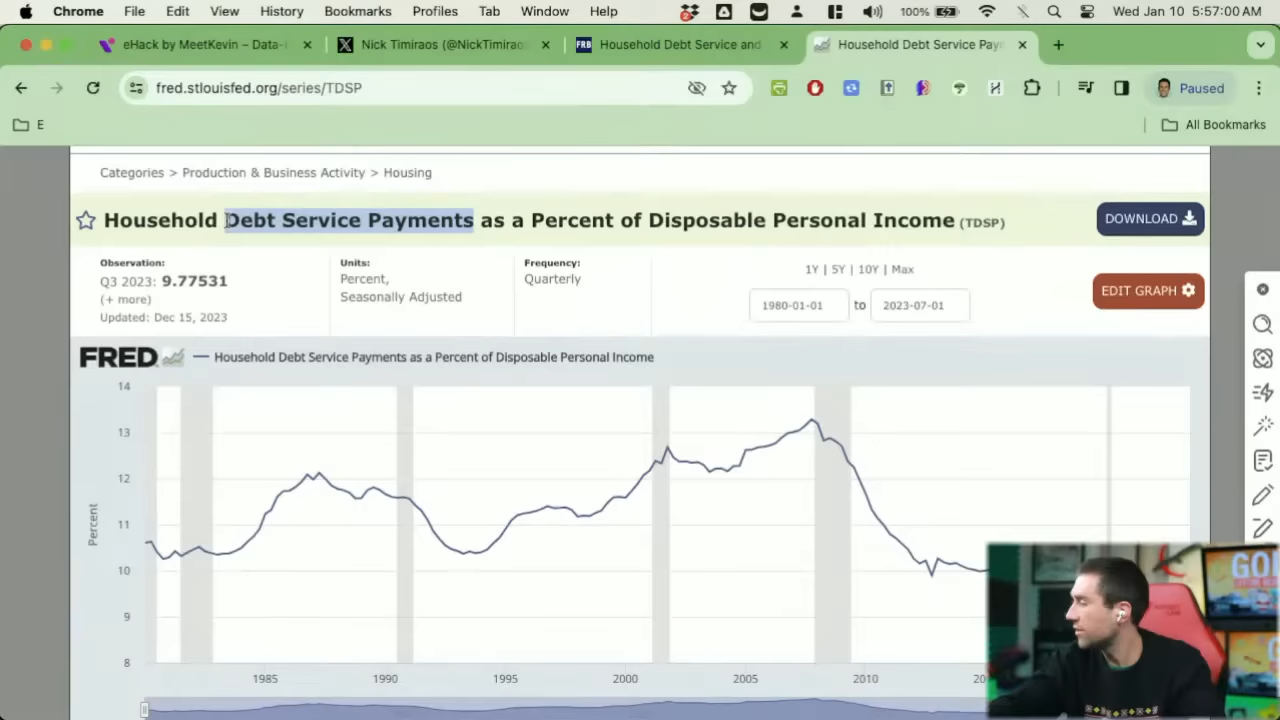 Chrome File Edit View History Bookmarks Profiles Tab Window Help 2 100% Wed Jan 10 5:57:00 AM
eHack by MeetKevin – Data- Nick Timiraos (@NickTimirao FRB Household Debt Service and Household Debt Service Payn
fred.stlouisfed.org/series/TDSP Paused
E All Bookmarks
Categories > Production & Business Activity > Housing
Household Debt Service Payments as a Percent of Disposable Personal Income (TDSP) DOWNLOAD
Observation: Units: Frequency:
Q3 2023: 9.77531 Percent, Quarterly 1Y | 5Y | 10Y | Max
(+ more) Seasonally Adjusted 1980-01-01 to 2023-07-01 EDIT GRAPH
Updated: Dec 15, 2023
FRED Household Debt Service Payments as a Percent of Disposable Personal Income
14
13
12
11
10
9
8
Percent
1985 1990 1995 2000 2005 2010